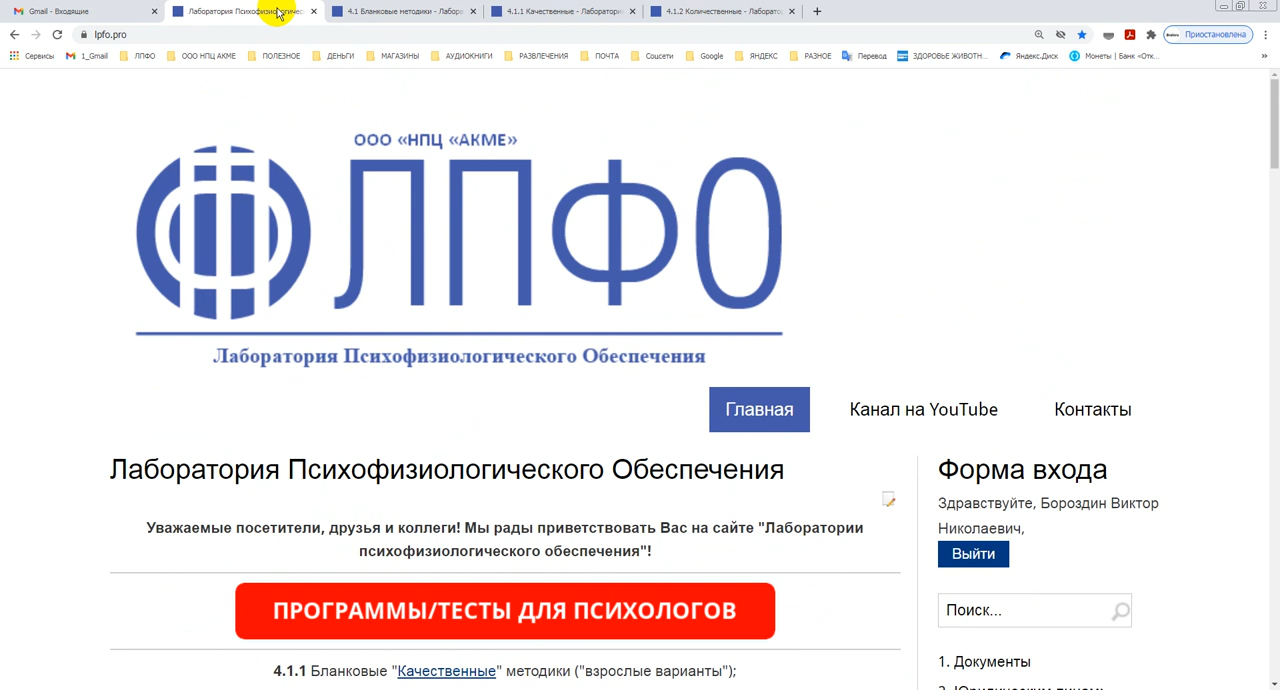 Gmail - Входящие
Лаборатория Психофизиологичес
4.1 Бланковые методики - Лабора
4.1.1 Качественные - Лаборатори
4.1.2 Количественные - Лаборато
lpfo.pro
Приостановлена
Сервисы
1_Gmail
ЛПФО
ООО НПЦ АКМЕ
ПОЛЕЗНОЕ
ДЕНЬГИ
МАГАЗИНЫ
АУДИОКНИГИ
РАЗВЛЕЧЕНИЯ
ПОЧТА
Соцсети
Google
ЯНДЕКС
РАЗНОЕ
Перевод
ЗДОРОВЬЕ ЖИВОТН...
Яндекс.Диск
Монеты | Банк «Отк...
ООО «НПЦ «АКМЕ»
ЛПФО
Лаборатория Психофизиологического Обеспечения
Главная
Канал на YouTube
Контакты
Лаборатория Психофизиологического Обеспечения
Уважаемые посетители, друзья и коллеги! Мы рады приветствовать Вас на сайте "Лаборатории
психофизиологического обеспечения"!
ПРОГРАММЫ/ТЕСТЫ ДЛЯ ПСИХОЛОГОВ
4.1.1 Бланковые "Качественные" методики ("взрослые варианты");
Форма входа
Здравствуйте, Бороздин Виктор
Николаевич,
Выйти
Поиск...
1. Документы
2. Юридическим лицам: